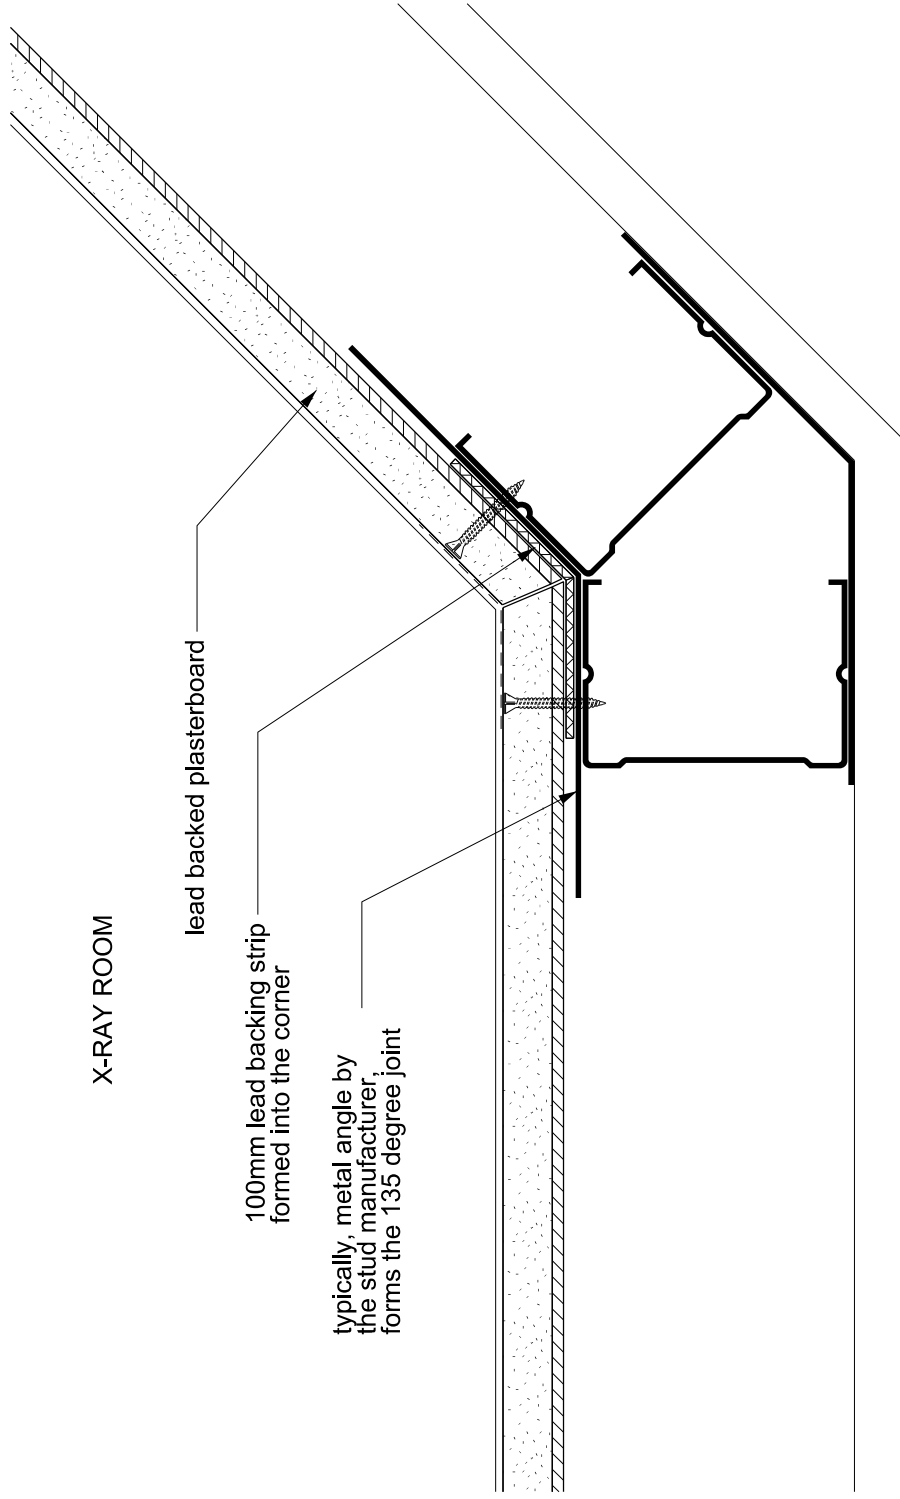 X-RAY ROOM
lead backed plasterboard
100mm lead backing strip
formed into the corner
typically, metal angle by
the stud manufacturer,
forms the 135 degree joint